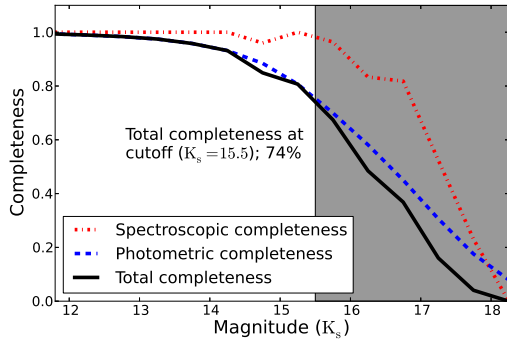 1.0
0.8
0.6
0.4
0.2
0.0
Completeness
Total completeness at
cutoff (Ks=15.5); 74%
Spectroscopic completeness
Photometric completeness
Total completeness
12 13 14 15 16 17 18
Magnitude (Ks)